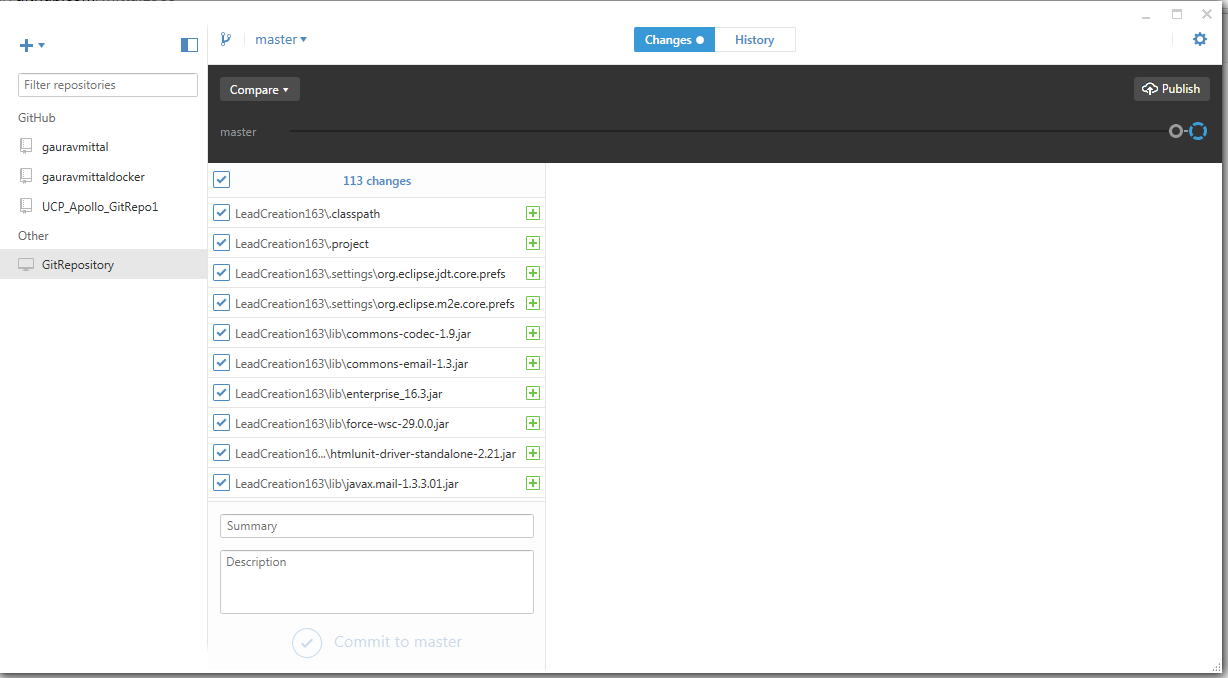 master
Changes
History
Filter repositories
GitHub
gauravmittal
gauravmittaldocker
UCP_Apollo_GitRepo1
Other
GitRepository
Compare
Publish
master
113 changes
LeadCreation163\.classpath
LeadCreation163\.project
LeadCreation163\.settings\org.eclipse.jdt.core.prefs
LeadCreation163\.settings\org.eclipse.m2e.core.prefs
LeadCreation163\lib\commons-codec-1.9.jar
LeadCreation163\lib\commons-email-1.3.jar
LeadCreation163\lib\enterprise_16.3.jar
LeadCreation163\lib\force-wsc-29.0.0.jar
LeadCreation16...\htmlunit-driver-standalone-2.21.jar
LeadCreation163\lib\javax.mail-1.3.3.01.jar
Summary
Description
Commit to master